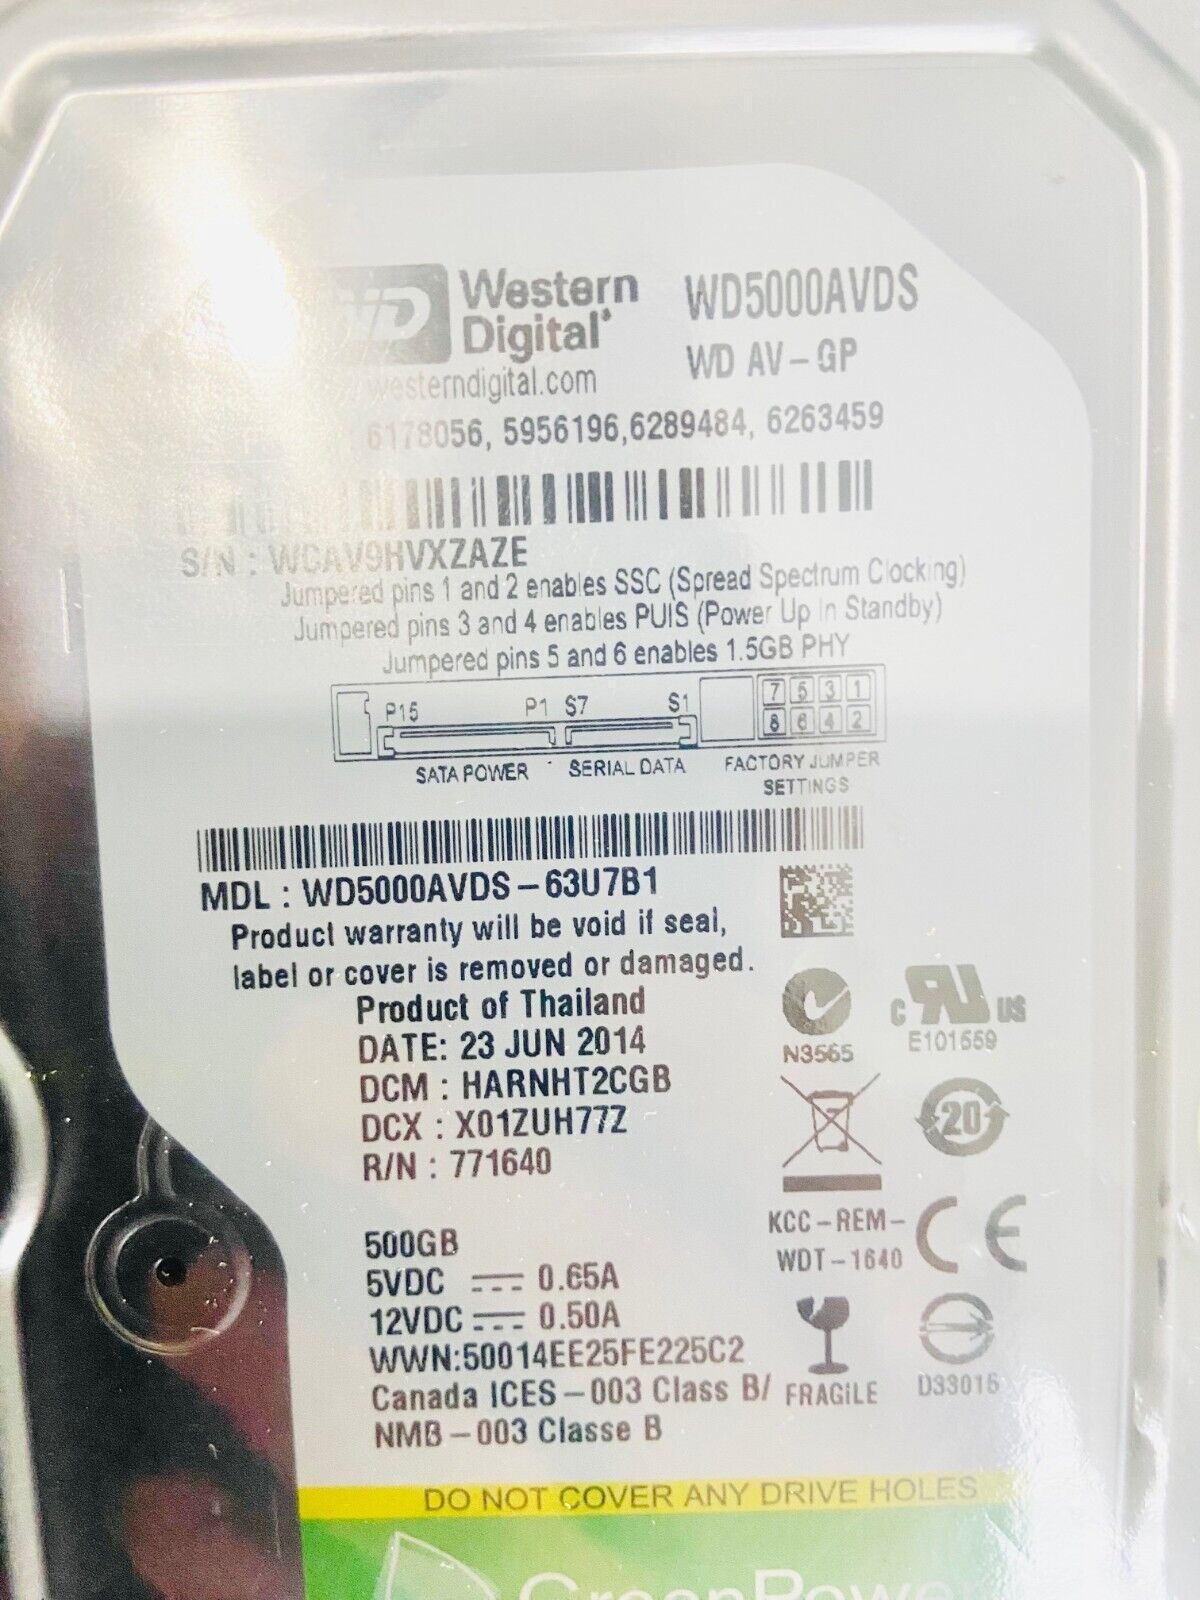 WD
Western
Digital
WD5000AVDS
WD AV-GP
westerndigital.com
6178056, 5956196,6289484, 6263459
S/N : WCAV9HVXZAZE
Jumpered pins 1 and 2 enables SSC (Spread Spectrum Clocking)
Jumpered pins 3 and 4 enables PUIS (Power Up In Standby)
Jumpered pins 5 and 6 enables 1.5GB PHY
P15 P1 S7 S1
7 5 3 1
8 6 4 2
SATA POWER SERIAL DATA FACTORY JUMPER
SETTINGS
MDL : WD5000AVDS-63U7B1
Product warranty will be void if seal,
label or cover is removed or damaged.
Product of Thailand
DATE: 23 JUN 2014
DCM : HARNHT2CGB
DCX : X01ZUH77Z
R/N : 771640
N3565
C UL US
E101559
20
KCC-REM-
WDT-1640
CE
500GB
5VDC 0.65A
12VDC 0.50A
WWN:50014EE25FE225C2
Canada ICES-003 Class B/
NMB-003 Classe B
FRAGiLE
D33015
DO NOT COVER ANY DRIVE HOLES
GreenPower